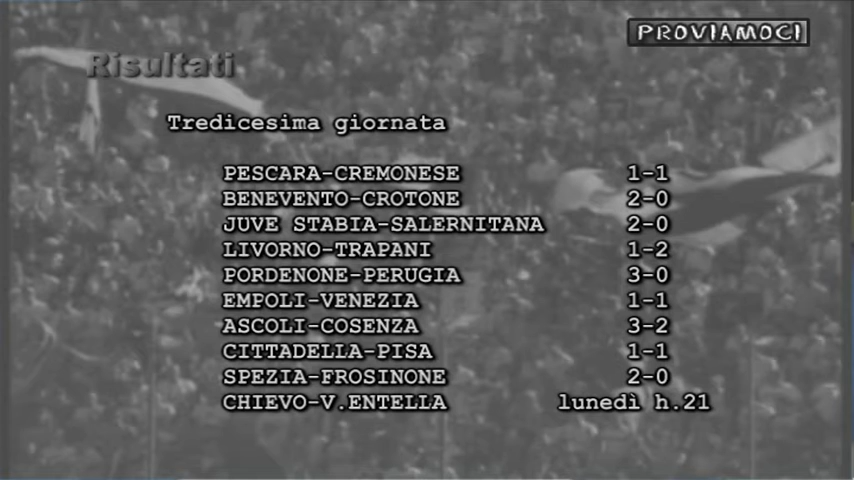 PROVIAMOCI
Risultati
Tredicesima giornata
PESCARA-CREMONESE 1-1
BENEVENTO-CROTONE 2-0
JUVE STABIA-SALERNITANA 2-0
LIVORNO-TRAPANI 1-2
PORDENONE-PERUGIA 3-0
EMPOLI-VENEZIA 1-1
ASCOLI-COSENZA 3-2
CITTADELLA-PISA 1-1
SPEZIA-FROSINONE 2-0
CHIEVO-V.ENTELLA lunedì h.21